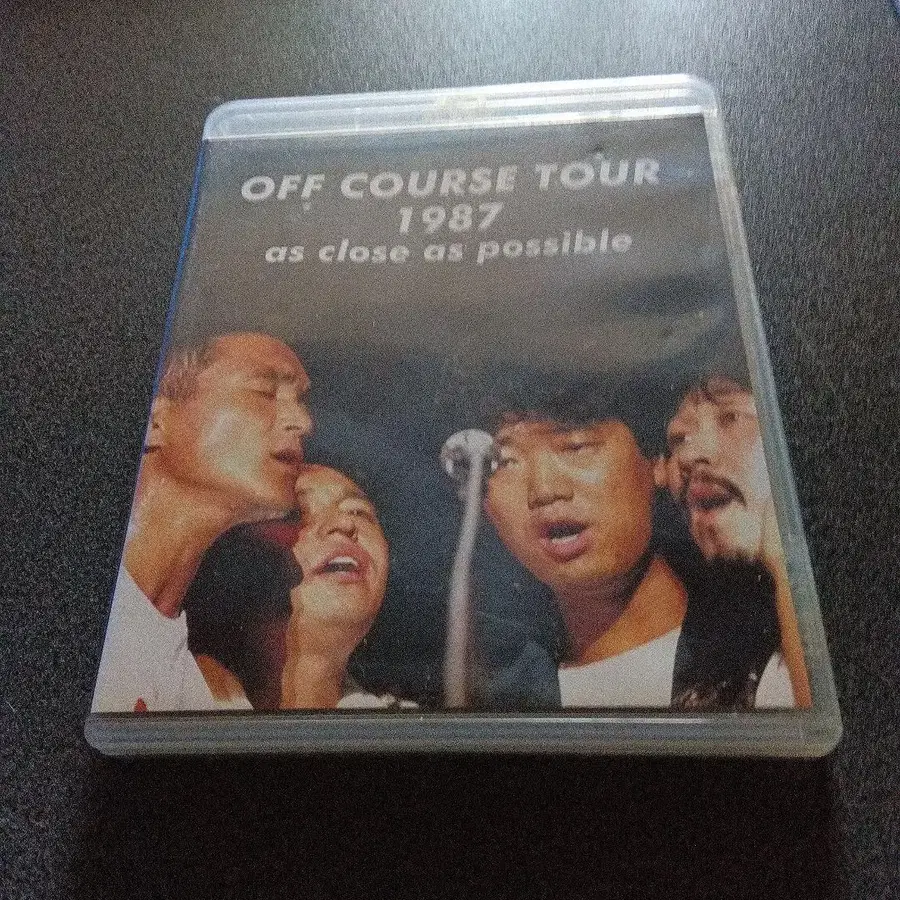 OFF COURSE TOUR
1987
as close as possible